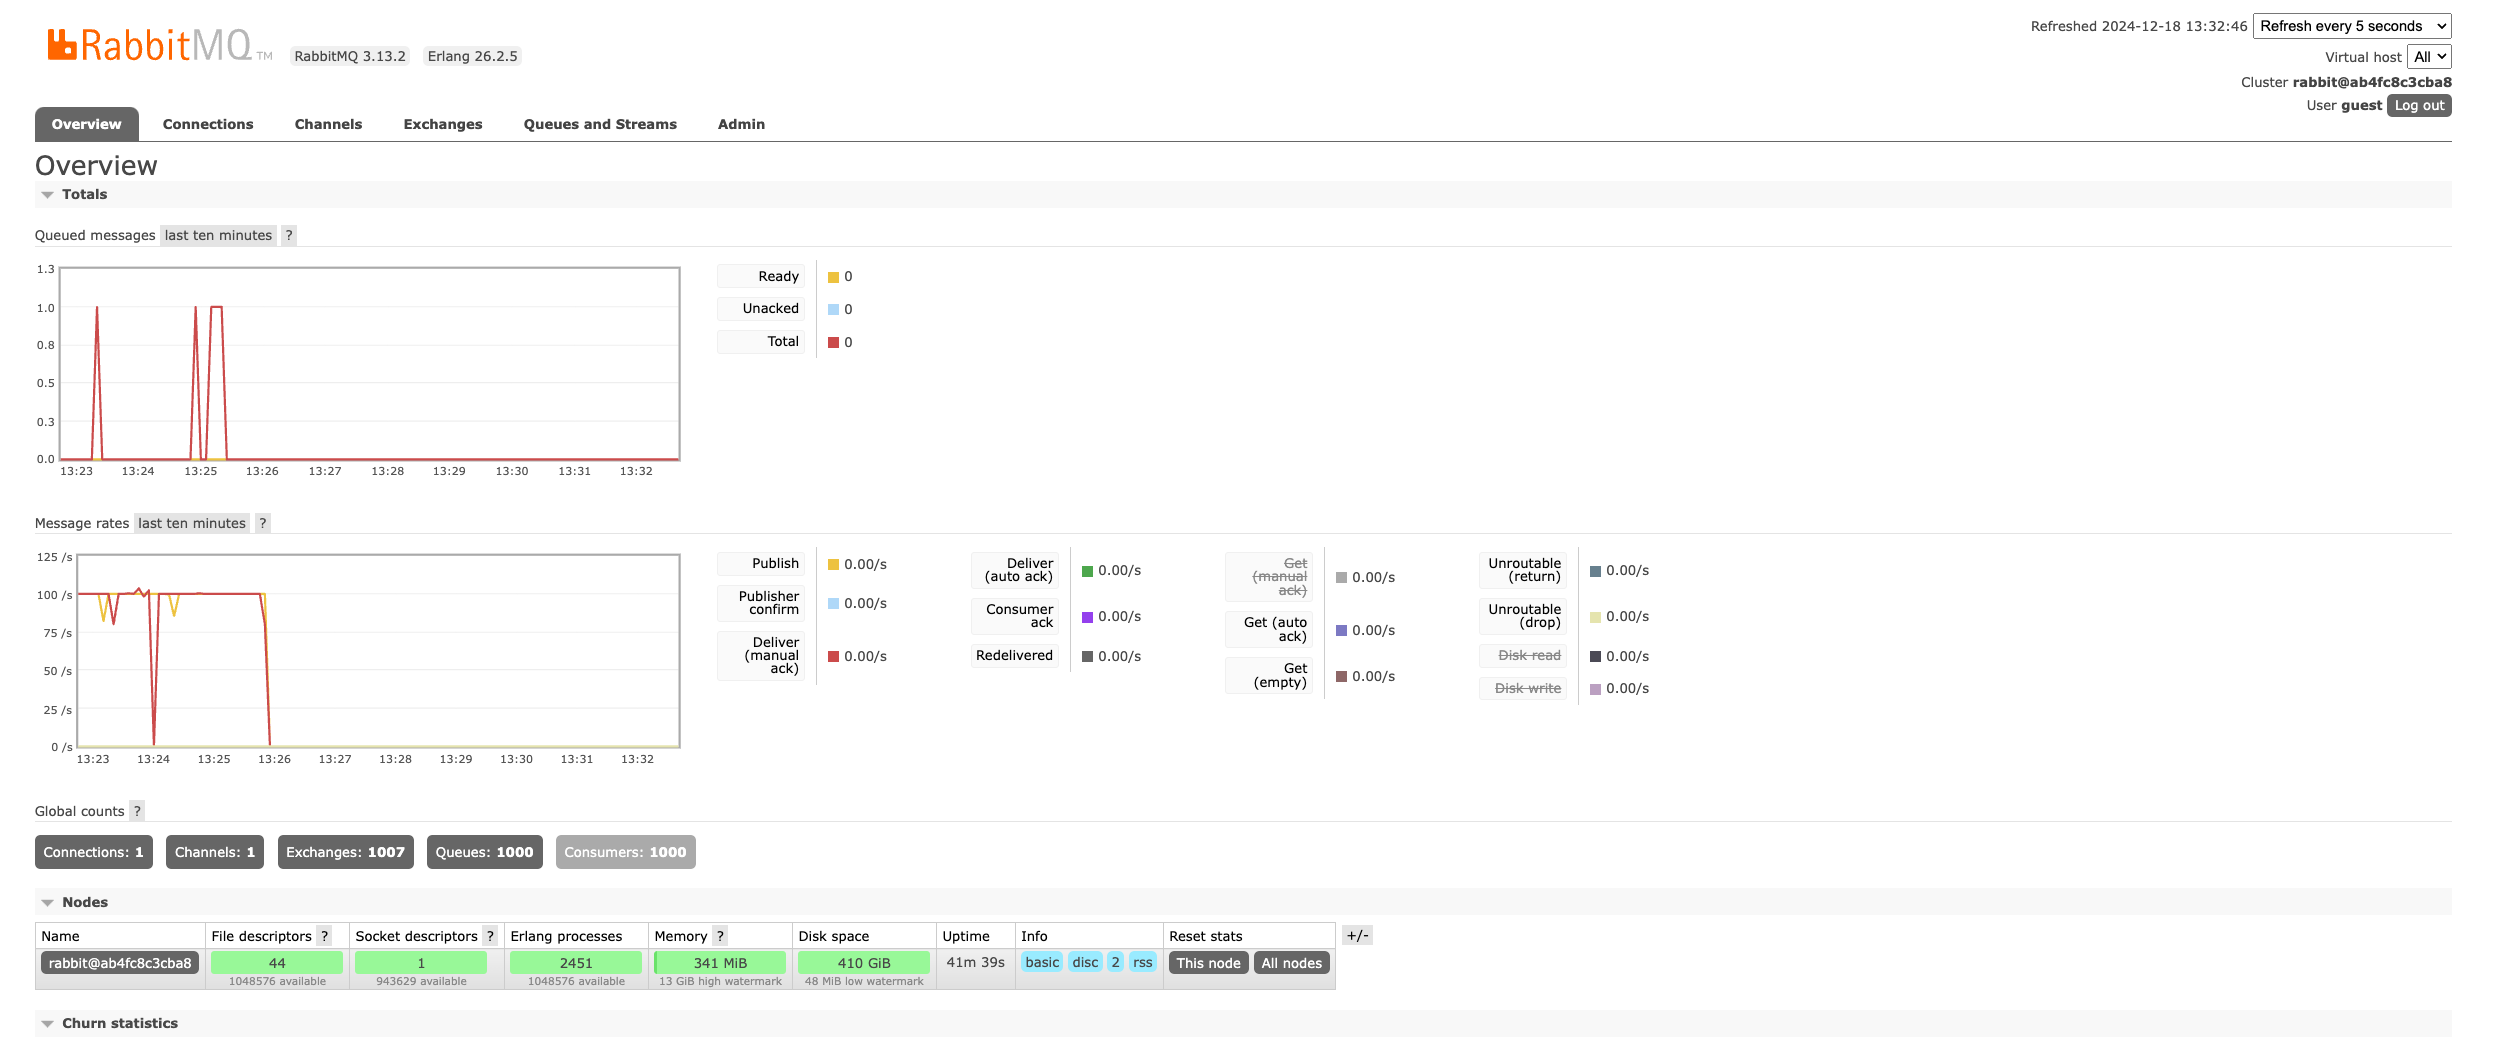 RabbitMQ TM
RabbitMQ 3.13.2 Erlang 26.2.5
Refreshed 2024-12-18 13:32:46 Refresh every 5 seconds
Virtual host All
Cluster rabbit@ab4fc8c3cba8
User guest Log out
Overview Connections Channels Exchanges Queues and Streams Admin
Overview
Totals
Queued messages last ten minutes ?
1.3
1.0
0.8
0.5
0.3
0.0
13:23 13:24 13:25 13:26 13:27 13:28 13:29 13:30 13:31 13:32
Ready 0
Unacked 0
Total 0
Message rates last ten minutes ?
125 /s
100 /s
75 /s
50 /s
25 /s
0 /s
13:23 13:24 13:25 13:26 13:27 13:28 13:29 13:30 13:31 13:32
Publish 0.00/s
Publisher
confirm 0.00/s
Deliver
(manual
ack) 0.00/s
Deliver
(auto ack) 0.00/s
Consumer
ack 0.00/s
Redelivered 0.00/s
Get
(manual
ack) 0.00/s
Get (auto
ack) 0.00/s
Get
(empty) 0.00/s
Unroutable
(return) 0.00/s
Unroutable
(drop) 0.00/s
Disk read 0.00/s
Disk write 0.00/s
Global counts ?
Connections: 1 Channels: 1 Exchanges: 1007 Queues: 1000 Consumers: 1000
Nodes
Name File descriptors ? Socket descriptors ? Erlang processes Memory ? Disk space Uptime Info Reset stats +/-
rabbit@ab4fc8c3cba8 44 1 2451 341 MiB 410 GiB 41m 39s basic disc 2 rss This node All nodes
1048576 available 943629 available 1048576 available 13 GiB high watermark 48 MiB low watermark
Churn statistics